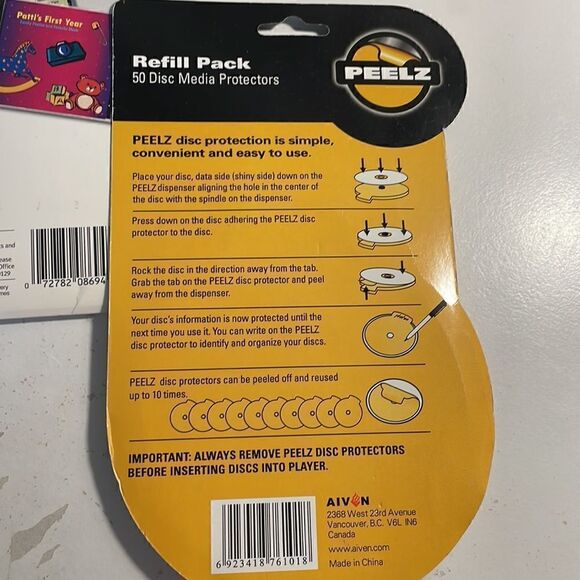 Patti's First Year
Refill Pack
50 Disc Media Protectors
PEELZ
PEELZ disc protection is simple,
convenient and easy to use.
Place your disc, data side (shiny side) down on the
PEELZ dispenser aligning the hole in the center of
the disc with the spindle on the dispenser.
Press down on the disc adhering the PEELZ disc
protector to the disc.
Rock the disc in the direction away from the tab.
Grab the tab on the PEELZ disc protector and peel
away from the dispenser.
Your disc's information is now protected until the
next time you use it. You can write on the PEELZ
disc protector to identify and organize your discs.
PEELZ disc protectors can be peeled off and reused
up to 10 times.
IMPORTANT: ALWAYS REMOVE PEELZ DISC PROTECTORS
BEFORE INSERTING DISCS INTO PLAYER.
6 923418 761018
AIVEN
2368 West 23rd Avenue
Vancouver, B.C. V6L IN6
Canada
www.aiven.com
Made in China
ts and
ease
Office
0129
very
mes
0 72782 08694